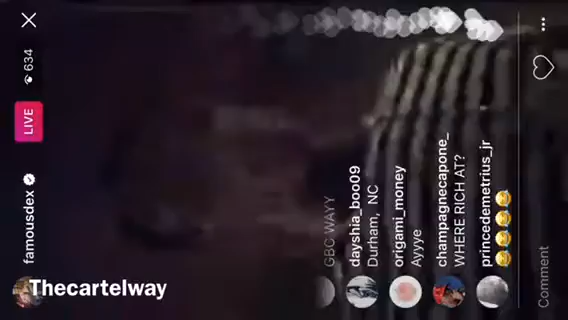 famousdex
LIVE
634
GBC WAYY
dayshia_boo09
Durham, NC
origami_money
Ayyye
champagnecapone_
WHERE RICH AT?
princedemetrius_jr
😂😂😂😂
Comment
Thecartelway